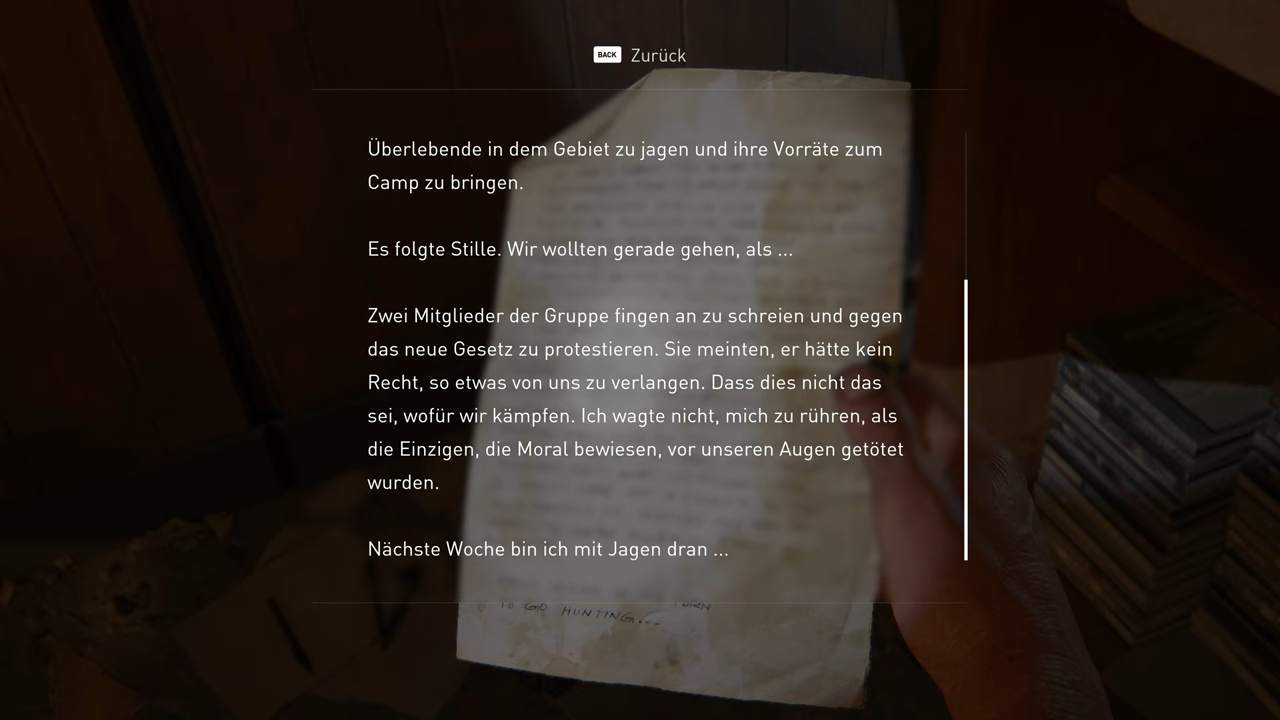 BACK Zurück
Überlebende in dem Gebiet zu jagen und ihre Vorräte zum
Camp zu bringen.
Es folgte Stille. Wir wollten gerade gehen, als ...
Zwei Mitglieder der Gruppe fingen an zu schreien und gegen
das neue Gesetz zu protestieren. Sie meinten, er hätte kein
Recht, so etwas von uns zu verlangen. Dass dies nicht das
sei, wofür wir kämpfen. Ich wagte nicht, mich zu rühren, als
die Einzigen, die Moral bewiesen, vor unseren Augen getötet
wurden.
Nächste Woche bin ich mit Jagen dran ...
TO GO HUNTING... TURN